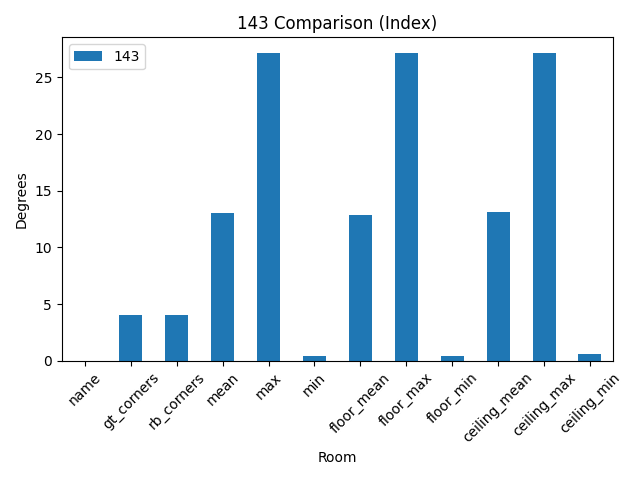 143 Comparison (Index)
143
Degrees
25
20
15
10
5
0
name
gt_corners
rb_corners
mean
max
min
floor_mean
floor_max
floor_min
ceiling_mean
ceiling_max
ceiling_min
Room